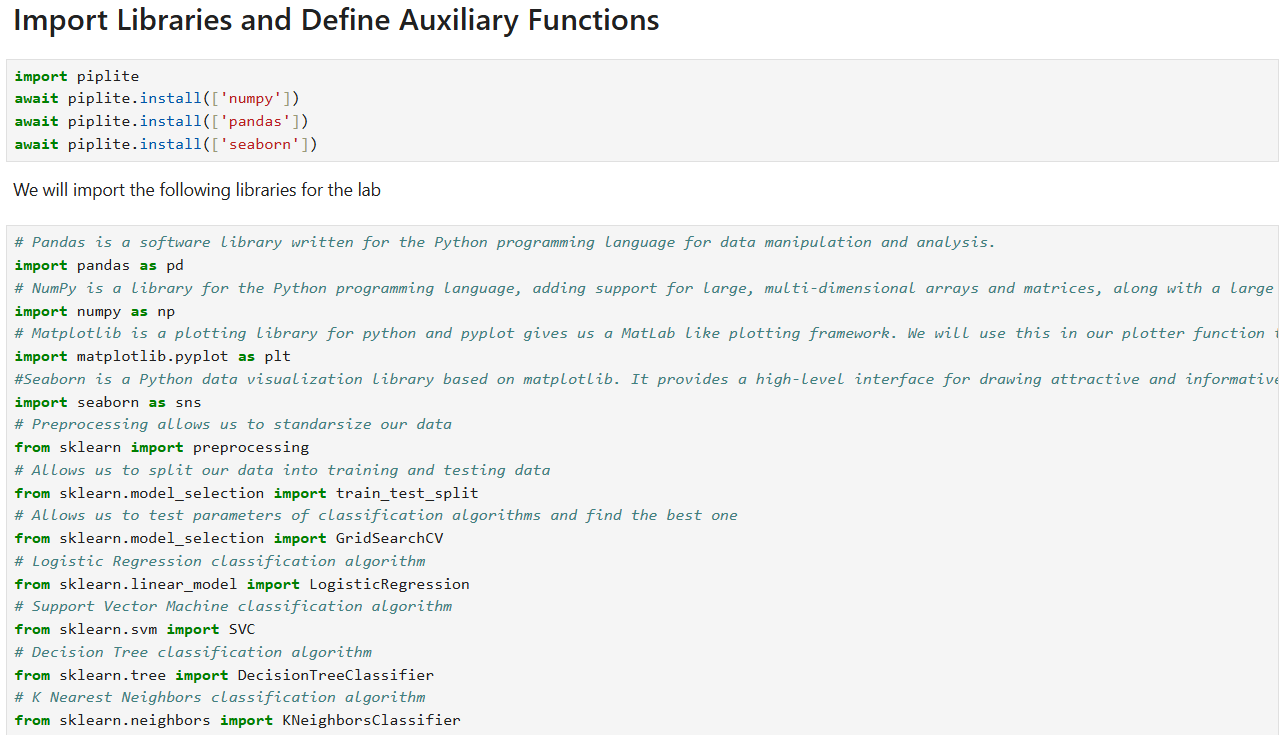 Import Libraries and Define Auxiliary Functions
import piplite
await piplite.install(['numpy'])
await piplite.install(['pandas'])
await piplite.install(['seaborn'])
We will import the following libraries for the lab
# Pandas is a software library written for the Python programming language for data manipulation and analysis.
import pandas as pd
# NumPy is a library for the Python programming language, adding support for large, multi-dimensional arrays and matrices, along with a large
import numpy as np
# Matplotlib is a plotting library for python and pyplot gives us a MatLab like plotting framework. We will use this in our plotter function
import matplotlib.pyplot as plt
#Seaborn is a Python data visualization library based on matplotlib. It provides a high-level interface for drawing attractive and informative
import seaborn as sns
# Preprocessing allows us to standarsize our data
from sklearn import preprocessing
# Allows us to split our data into training and testing data
from sklearn.model_selection import train_test_split
# Allows us to test parameters of classification algorithms and find the best one
from sklearn.model_selection import GridSearchCV
# Logistic Regression classification algorithm
from sklearn.linear_model import LogisticRegression
# Support Vector Machine classification algorithm
from sklearn.svm import SVC
# Decision Tree classification algorithm
from sklearn.tree import DecisionTreeClassifier
# K Nearest Neighbors classification algorithm
from sklearn.neighbors import KNeighborsClassifier